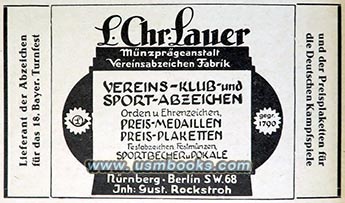 L. Chr. Lauer
Münzprägeanstalt
Vereinsabzeichen Fabrik
Lieferant der Abzeichen
für das 18. Bayer. Turnfest
VEREINS-KLUB-und
SPORT-ABZEICHEN
Orden u Ehrenzeichen,
PREIS-MEDAILLEN
PREIS-PLAKETTEN
Festabzeichen Festmünzen,
SPORTBECHER u POKALE
gegr.
1790
Nürnberg-Berlin SW.68
Inh: Gust. Rockstroh
und der Preisplaketten für
die Deutschen Kampfspiele
www.usmbooks.com